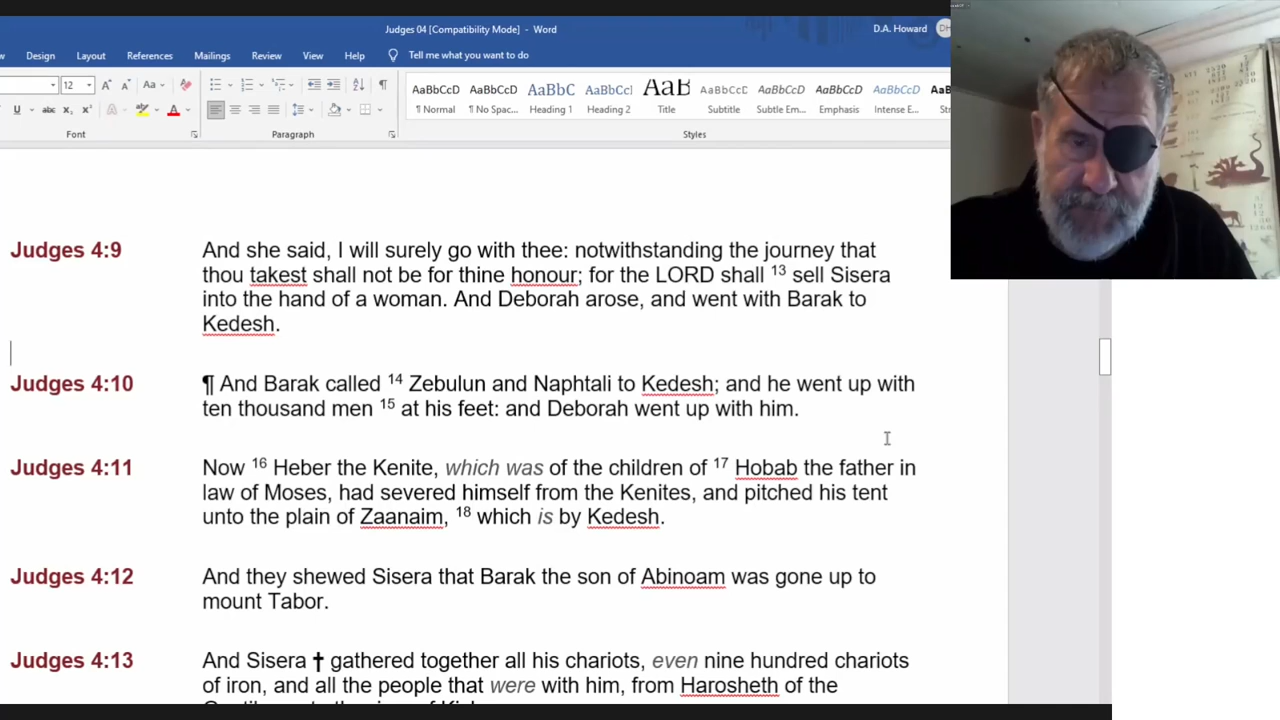 Judges 04 [Compatibility Mode] - Word
D.A. Howard
DH
Design Layout References Mailings Review View Help Tell me what you want to do
12
Aa
AaBbCcD AaBbCcD AaBbC AaBbCcI AaB AaBbCcD AaBbCcD AaBbCcD AaBbCcD
U abc x₂ x²
¶ Normal ¶ No Spac... Heading 1 Heading 2 Title Subtitle Subtle Em... Emphasis Intense E...
Font Paragraph Styles
Judges 4:9 And she said, I will surely go with thee: notwithstanding the journey that
thou takest shall not be for thine honour; for the LORD shall 13 sell Sisera
into the hand of a woman. And Deborah arose, and went with Barak to
Kedesh.
Judges 4:10 ¶ And Barak called 14 Zebulun and Naphtali to Kedesh; and he went up with
ten thousand men 15 at his feet: and Deborah went up with him.
Judges 4:11 Now 16 Heber the Kenite, which was of the children of 17 Hobab the father in
law of Moses, had severed himself from the Kenites, and pitched his tent
unto the plain of Zaanaim, 18 which is by Kedesh.
Judges 4:12 And they shewed Sisera that Barak the son of Abinoam was gone up to
mount Tabor.
Judges 4:13 And Sisera ✝ gathered together all his chariots, even nine hundred chariots
of iron, and all the people that were with him, from Harosheth of the